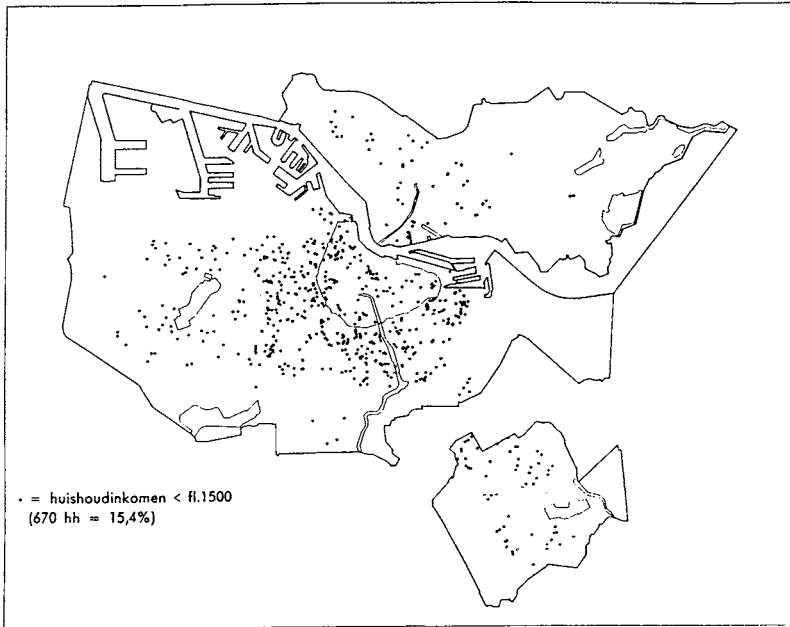 • = huishoudinkomen < fl.1500
(670 hh = 15,4%)